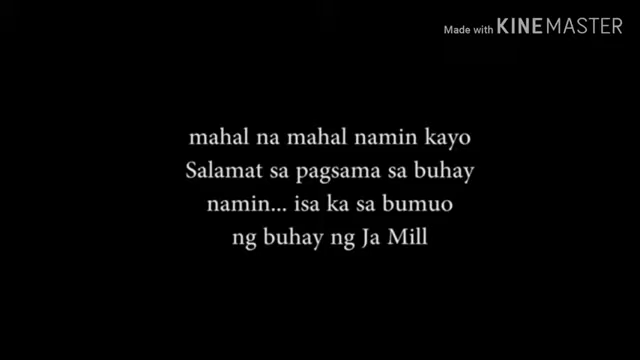 Made with KINEMASTER
mahal na mahal namin kayo
Salamat sa pagsama sa buhay
namin... isa ka sa bumuo
ng buhay ng Ja Mill